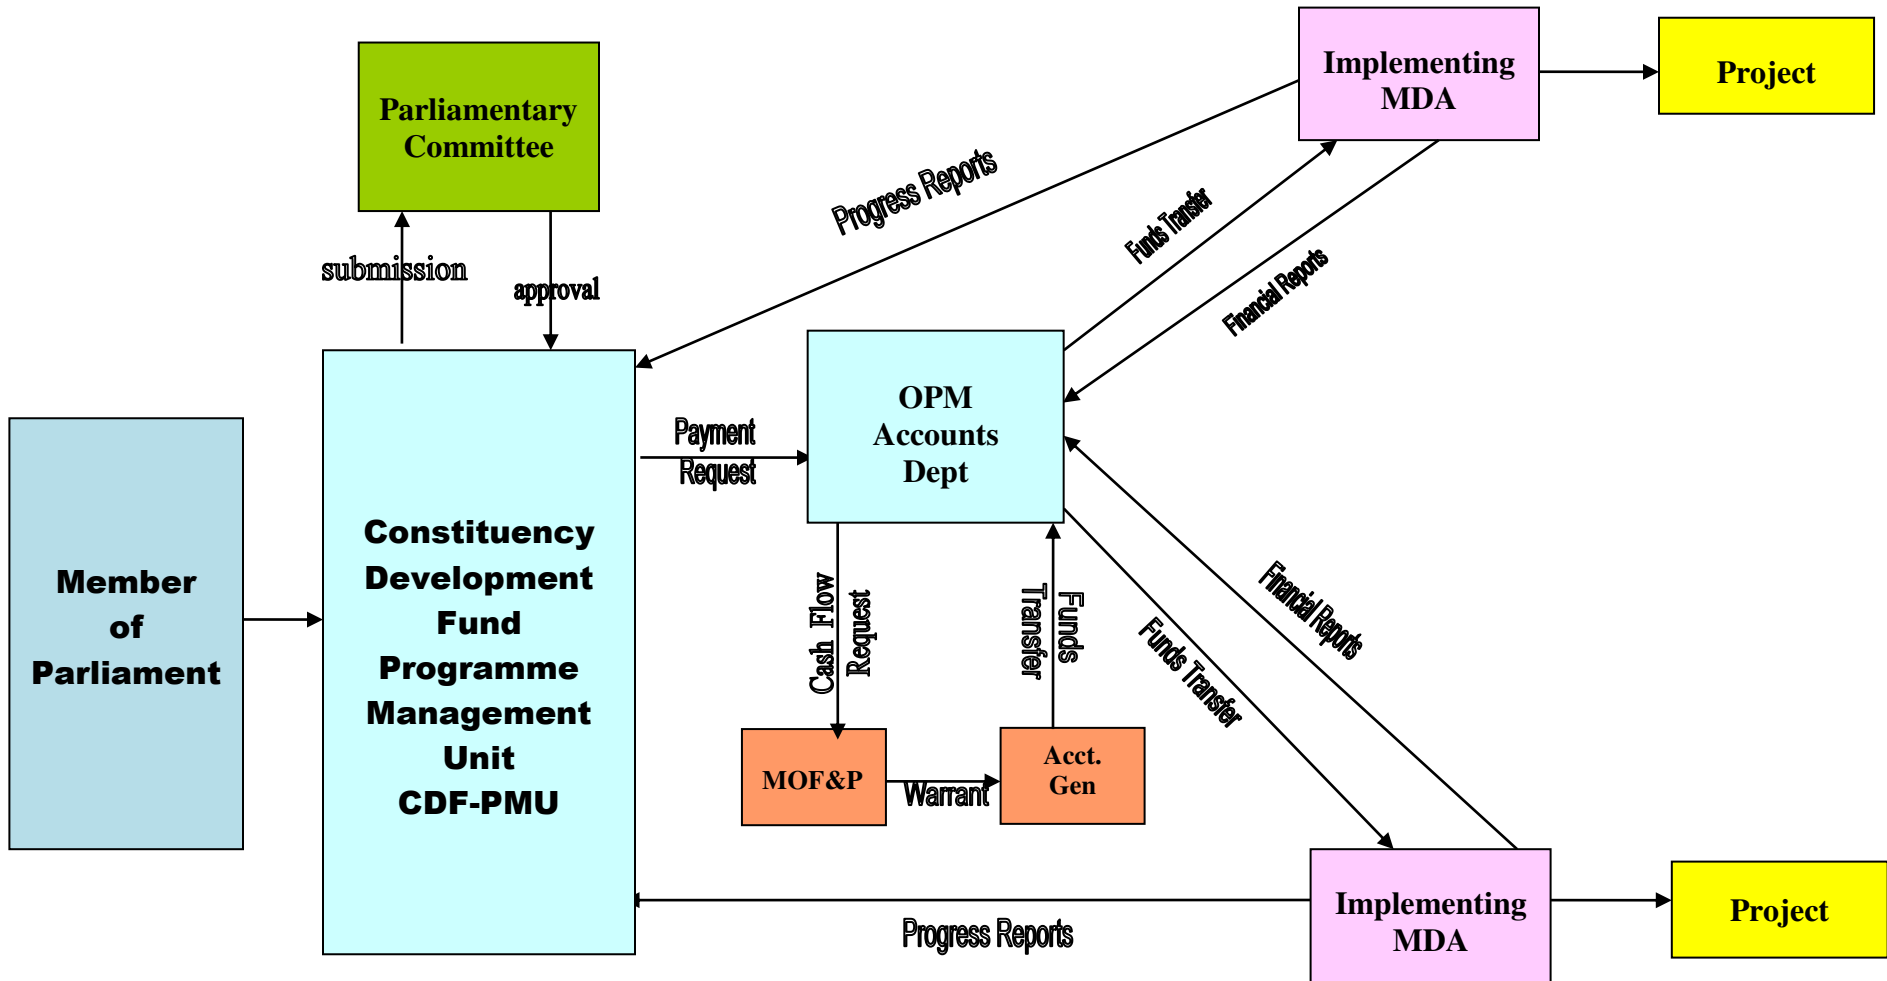 Implementing
MDA
Project
Parliamentary
Committee
Progress Reports
Funds Transfer
submission
approval
Financial Reports
OPM
Accounts
Dept
Payment
Request
Member
of
Parliament
Constituency
Development
Fund
Programme
Management
Unit
CDF-PMU
Cash Flow
Request
Funds
Transfer
Financial Reports
Funds Transfer
MOF&P
Warrant
Acct.
Gen
Progress Reports
Implementing
MDA
Project